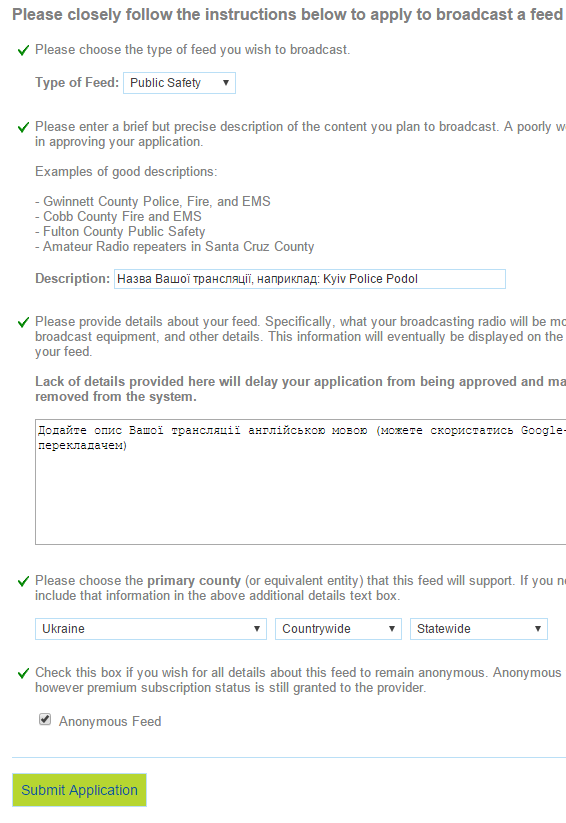 Please closely follow the instructions below to apply to broadcast a feed
Please choose the type of feed you wish to broadcast.
Type of Feed: Public Safety
Please enter a brief but precise description of the content you plan to broadcast. A poorly
in approving your application.
Examples of good descriptions:
- Gwinnett County Police, Fire, and EMS
- Cobb County Fire and EMS
- Fulton County Public Safety
- Amateur Radio repeaters in Santa Cruz County
Description: Назва Вашої трансляції, наприклад: Kyiv Police Podol
Please provide details about your feed. Specifically, what your broadcasting radio will be
broadcast equipment, and other details. This information will eventually be displayed on the
your feed.
Lack of details provided here will delay your application from being approved and
removed from the system.
Додайте опис Вашої трансляції англійською мовою (можете скористатись Google-
перекладачем)
Please choose the primary county (or equivalent entity) that this feed will support. If you
include that information in the above additional details text box.
Ukraine Countrywide Statewide
Check this box if you wish for all details about this feed to remain anonymous. Anonymous
however premium subscription status is still granted to the provider.
Anonymous Feed
Submit Application